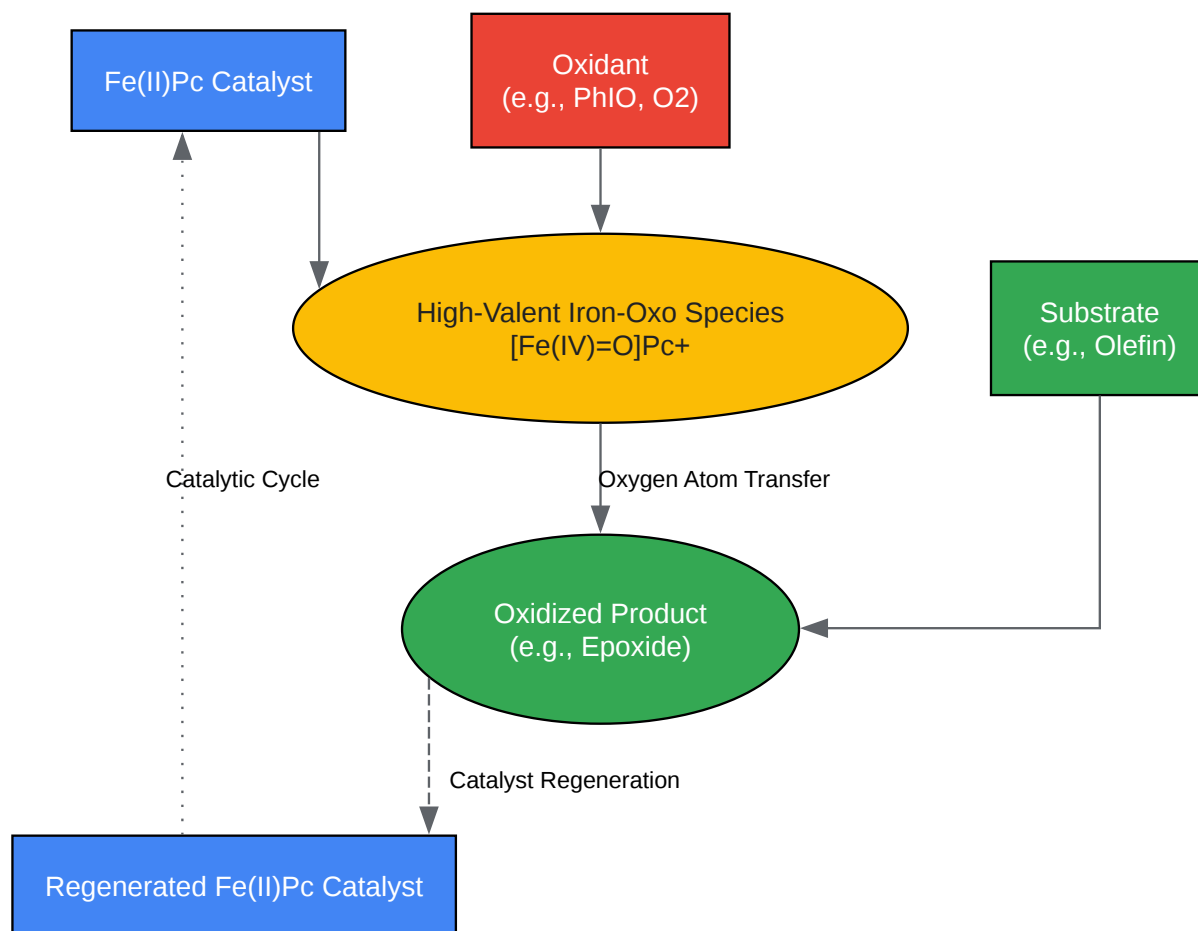 Fe(II)Pc Catalyst
Oxidant
(e.g., PhIO, O2)
High-Valent Iron-Oxo Species
[Fe(IV)=O]Pc+
Substrate
(e.g., Olefin)
Catalytic Cycle
Oxygen Atom Transfer
Oxidized Product
(e.g., Epoxide)
Catalyst Regeneration
Regenerated Fe(II)Pc Catalyst